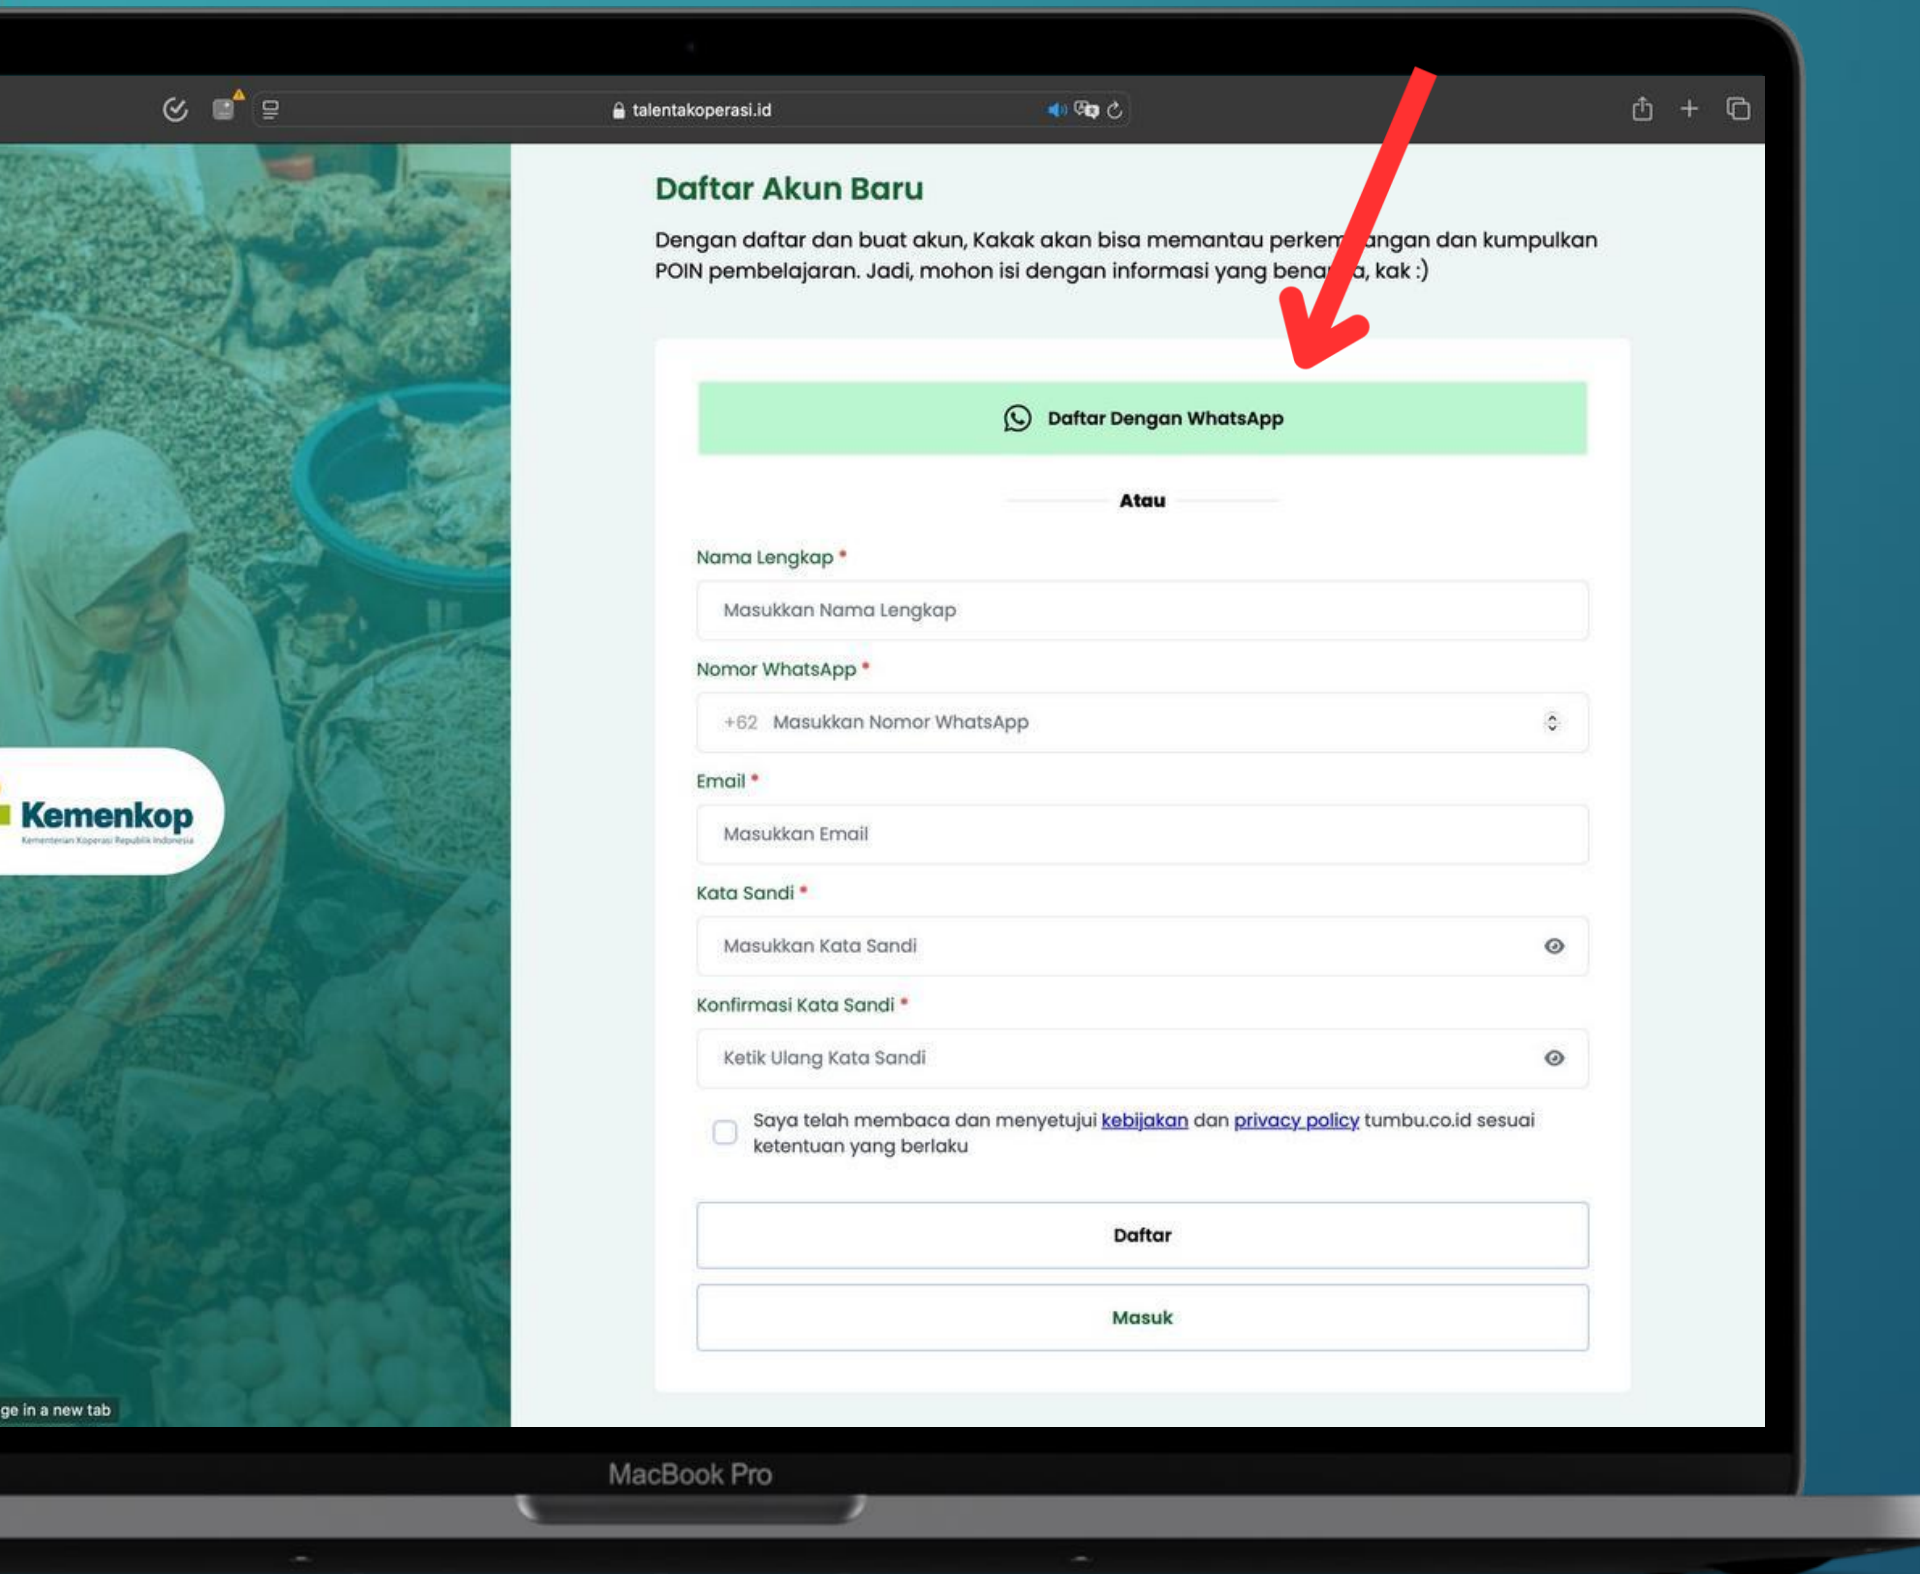 talentakoperasi.id
Daftar Akun Baru
Dengan daftar dan buat akun, Kakak akan bisa memantau perkem angan dan kumpulkan
POIN pembelajaran. Jadi, mohon isi dengan informasi yang bena a, kak :)
Daftar Dengan WhatsApp
Atau
Nama Lengkap *
Masukkan Nama Lengkap
Nomor WhatsApp *
+62 Masukkan Nomor WhatsApp
Email *
Masukkan Email
Kata Sandi *
Masukkan Kata Sandi
Konfirmasi Kata Sandi *
Ketik Ulang Kata Sandi
Saya telah membaca dan menyetujui kebijakan dan privacy policy tumbu.co.id sesuai
ketentuan yang berlaku
Daftar
Masuk
Kemenkop
Kementerian Koperasi Republik Indonesia
ge in a new tab
MacBook Pro